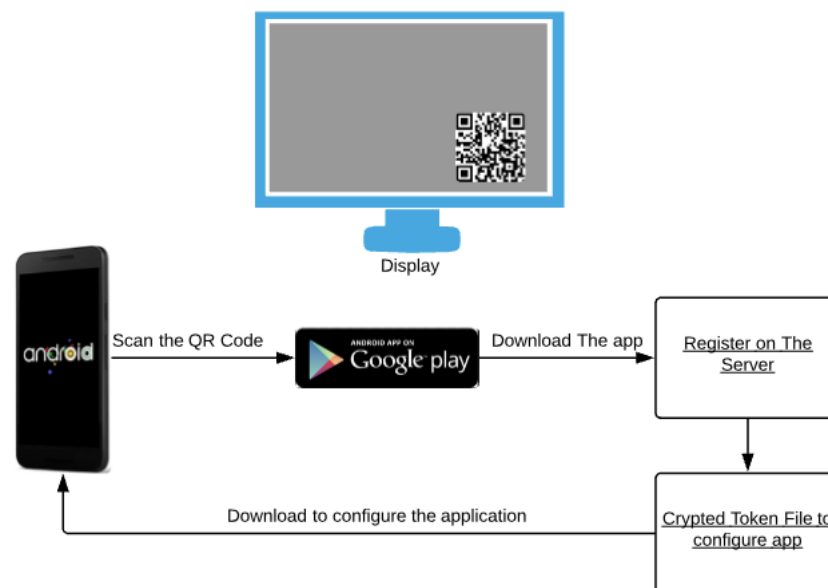 Display
android
Scan the QR Code
ANDROID APP ON
Google play
Download The app
Register on The
Server
Download to configure the application
Crypted Token File to
configure app